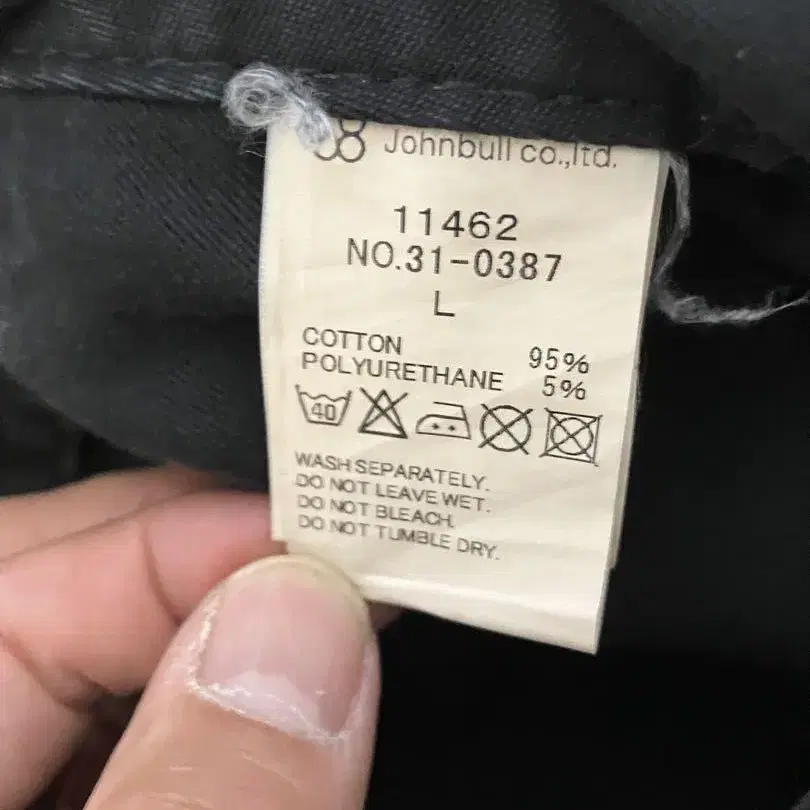 Johnbull co.,ltd.
11462
NO.31-0387
L
COTTON 95%
POLYURETHANE 5%
40
WASH SEPARATELY.
DO NOT LEAVE WET.
DO NOT BLEACH.
DO NOT TUMBLE DRY.